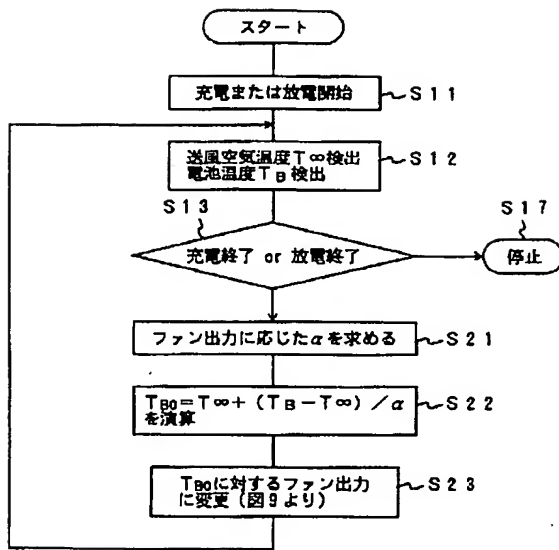 スタート
充電または放電開始
S11
送風空気温度T∞検出
電池温度TB検出
S12
S13
充電終了 or 放電終了
S17
停止
ファン出力に応じたαを求める
S21
TB0=T∞+(TB-T∞)/α
を演算
S22
TB0に対するファン出力
に変更(図9より)
S23